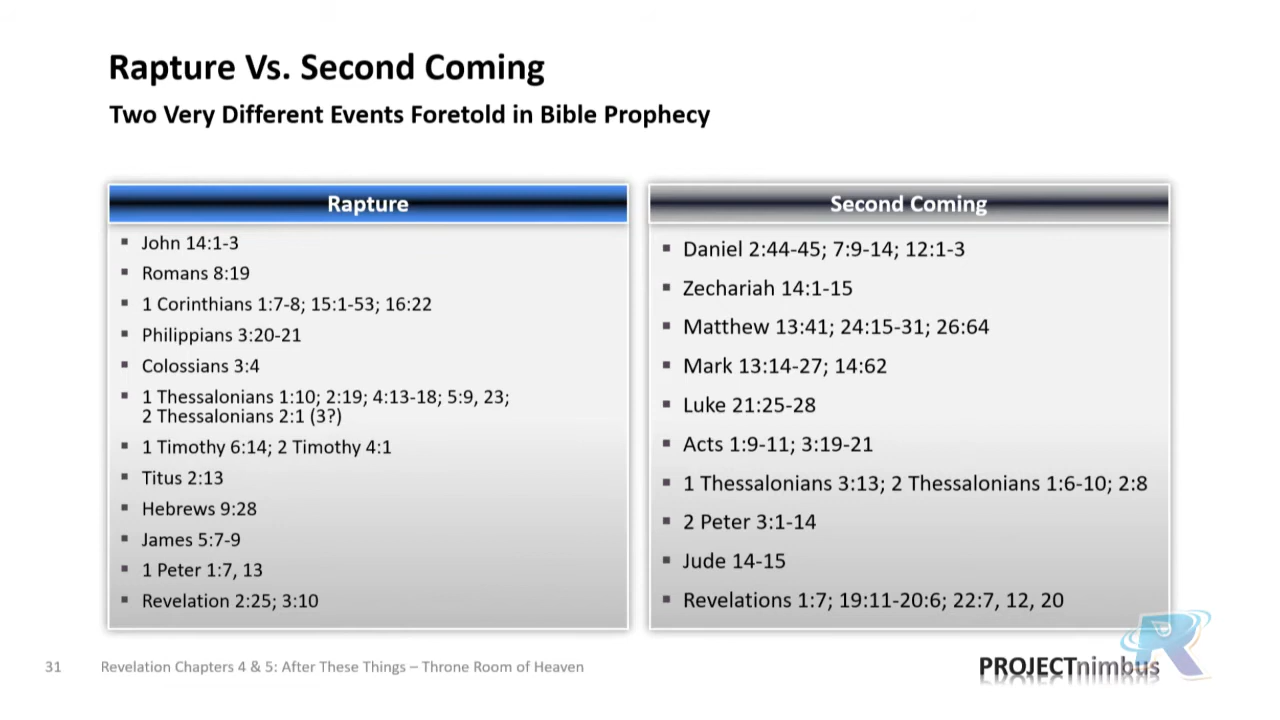 Rapture Vs. Second Coming
Two Very Different Events Foretold in Bible Prophecy
Rapture
▪ John 14:1-3
▪ Romans 8:19
▪ 1 Corinthians 1:7-8; 15:1-53; 16:22
▪ Philippians 3:20-21
▪ Colossians 3:4
▪ 1 Thessalonians 1:10; 2:19; 4:13-18; 5:9, 23;
2 Thessalonians 2:1 (3?)
▪ 1 Timothy 6:14; 2 Timothy 4:1
▪ Titus 2:13
▪ Hebrews 9:28
▪ James 5:7-9
▪ 1 Peter 1:7, 13
▪ Revelation 2:25; 3:10
Second Coming
▪ Daniel 2:44-45; 7:9-14; 12:1-3
▪ Zechariah 14:1-15
▪ Matthew 13:41; 24:15-31; 26:64
▪ Mark 13:14-27; 14:62
▪ Luke 21:25-28
▪ Acts 1:9-11; 3:19-21
▪ 1 Thessalonians 3:13; 2 Thessalonians 1:6-10; 2:8
▪ 2 Peter 3:1-14
▪ Jude 14-15
▪ Revelations 1:7; 19:11-20:6; 22:7, 12, 20
31 Revelation Chapters 4 & 5: After These Things – Throne Room of Heaven
PROJECTnimbus
R